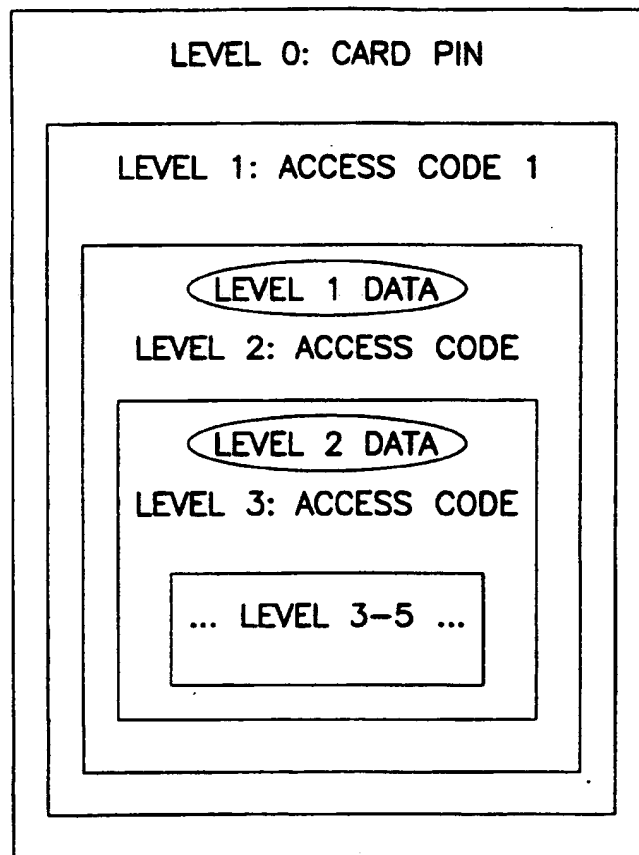 LEVEL 0: CARD PIN
LEVEL 1: ACCESS CODE 1
LEVEL 1 DATA
LEVEL 2: ACCESS CODE
LEVEL 2 DATA
LEVEL 3: ACCESS CODE
... LEVEL 3-5 ...